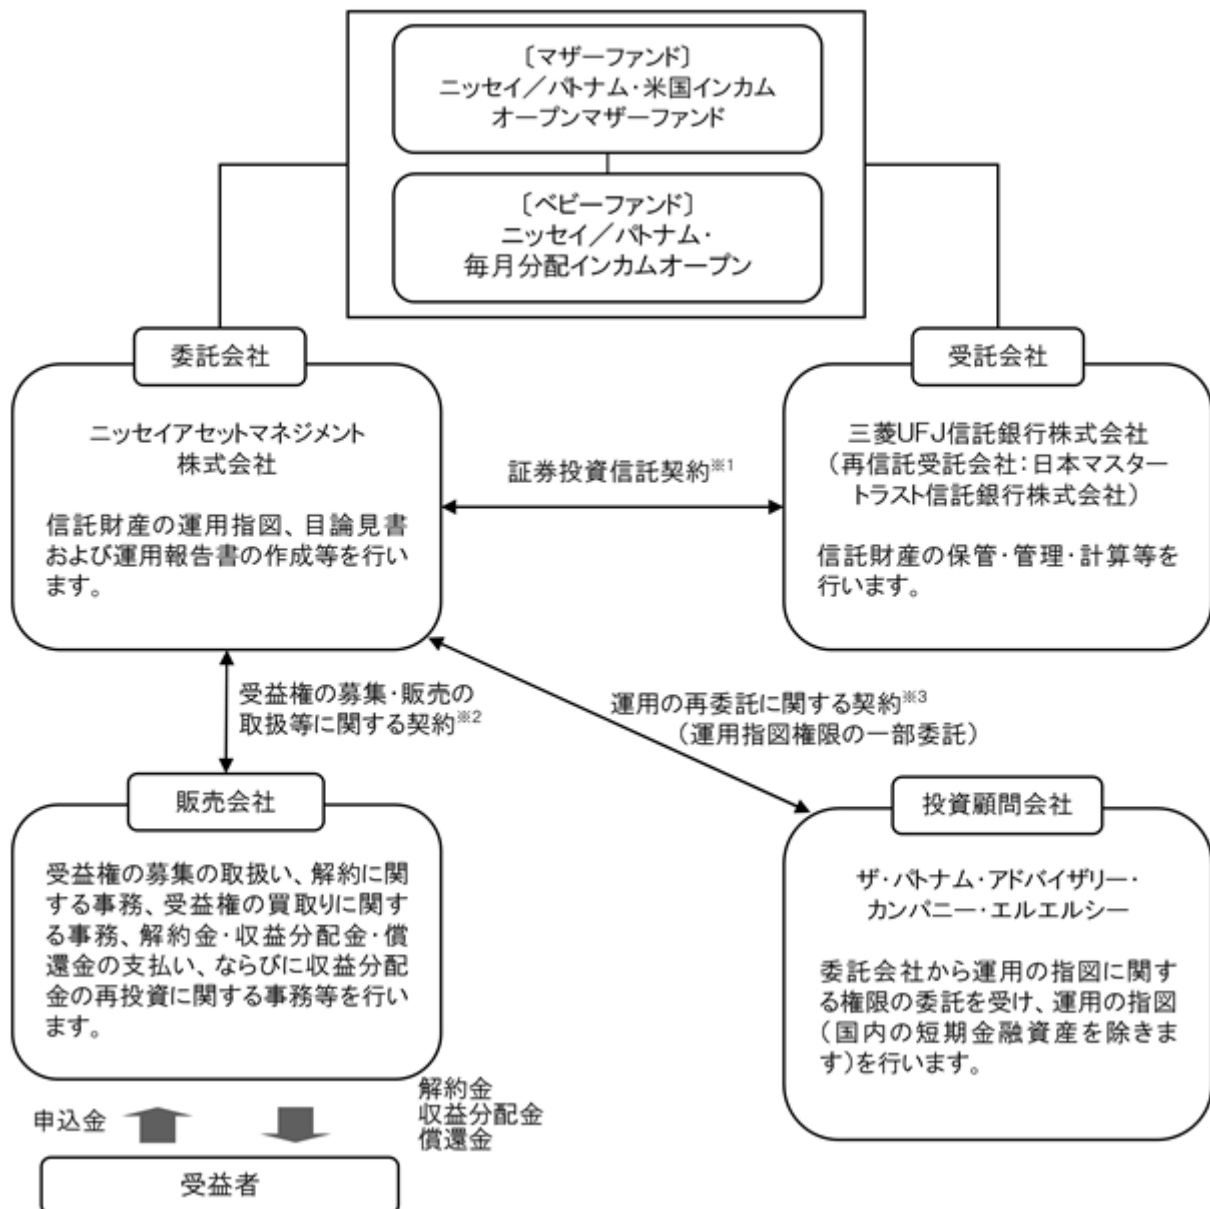 〔マザーファンド〕
ニッセイ／パトナム・米国インカム
オープンマザーファンド
〔ベビーファンド〕
ニッセイ／パトナム・
毎月分配インカムオープン
委託会社
ニッセイアセットマネジメント
株式会社
信託財産の運用指図、目論見書
および運用報告書の作成等を行い
ます。
証券投資信託契約※1
受託会社
三菱UFJ信託銀行株式会社
（再信託受託会社：日本マスター
トラスト信託銀行株式会社）
信託財産の保管・管理・計算等を
行います。
受益権の募集・販売の
取扱等に関する契約※2
運用の再委託に関する契約※3
（運用指図権限の一部委託）
販売会社
受益権の募集の取扱い、解約に関
する事務、受益権の買取りに関す
る事務、解約金・収益分配金・償
還金の支払い、ならびに収益分配
金の再投資に関する事務等を行い
ます。
投資顧問会社
ザ・パトナム・アドバイザリー・
カンパニー・エルエルシー
委託会社から運用の指図に関す
る権限の委託を受け、運用の指図
（国内の短期金融資産を除きま
す）を行います。
申込金
解約金
収益分配金
償還金
受益者